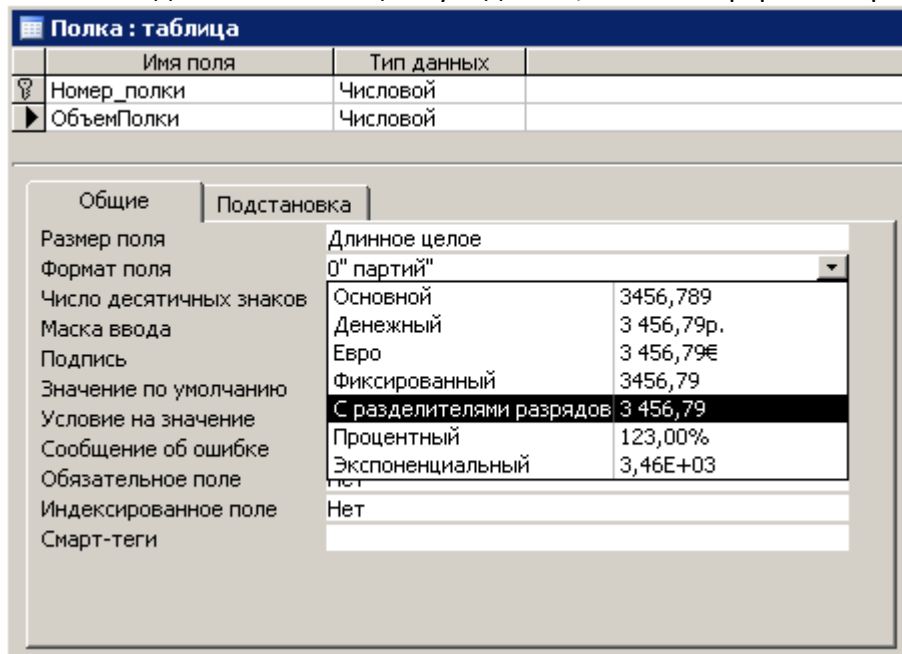 Полка : таблица
Имя поля Тип данных
Номер_полки Числовой
ОбъемПолки Числовой
Общие Подстановка
Размер поля Длинное целое
Формат поля 0" партий"
Число десятичных знаков Основной 3456,789
Маска ввода Денежный 3 456,79р.
Подпись Евро 3 456,79€
Значение по умолчанию Фиксированный 3456,79
Условие на значение С разделителями разрядов 3 456,79
Сообщение об ошибке Процентный 123,00%
Обязательное поле Экспоненциальный 3,46E+03
Индексированное поле Нет
Смарт-теги